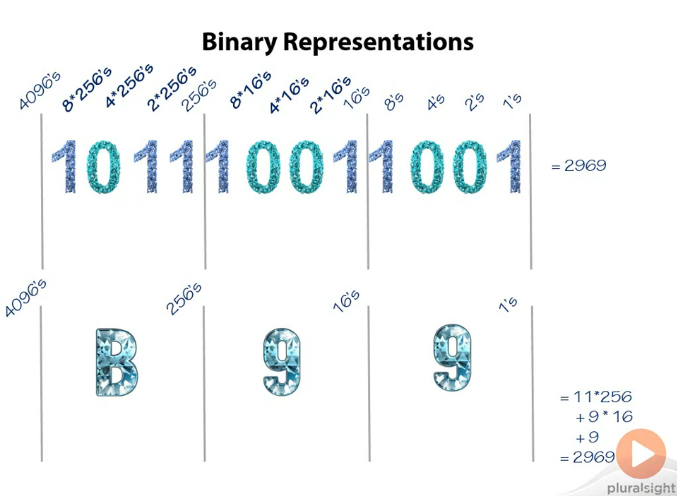 Binary Representations
4096's 8*256's 4*256's 2*256's 256's 8*16's 4*16's 2*16's 16's 8's 4's 2's 1's
1011 1001 1001 = 2969
4096's 256's 16's 1's
B 9 9
= 11*256
+ 9 * 16
+ 9
= 2969
pluralsight